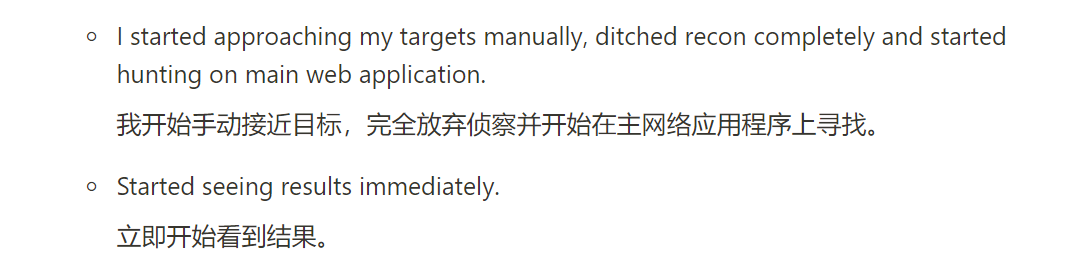 I started approaching my targets manually, ditched recon completely and started
hunting on main web application.
我开始手动接近目标，完全放弃侦察并开始在主网络应用程序上寻找。
Started seeing results immediately.
立即开始看到结果。